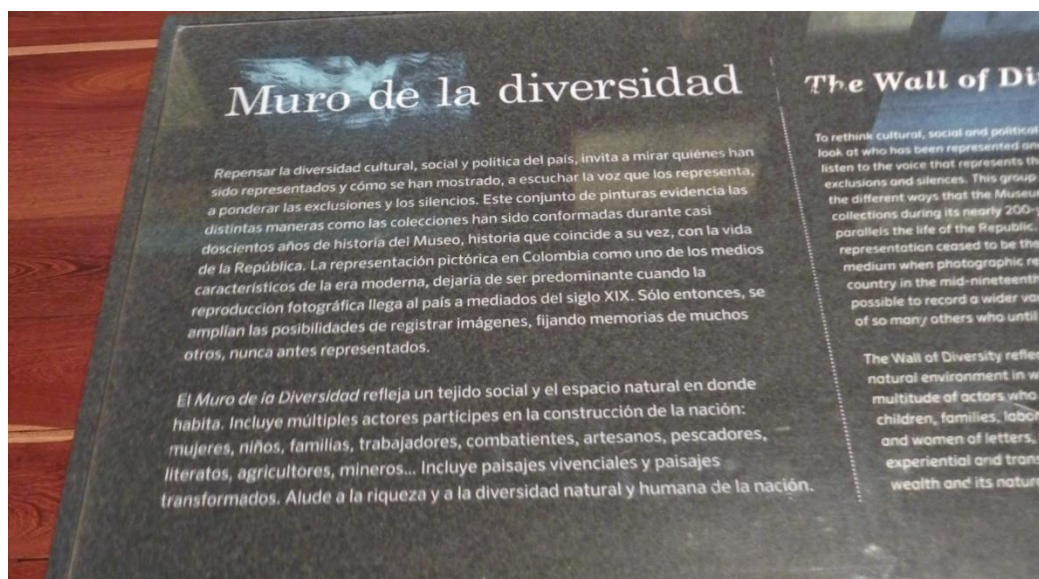 Muro de la diversidad
Repensar la diversidad cultural, social y política del país, invita a mirar quiénes han
sido representados y cómo se han mostrado, a escuchar la voz que los representa,
a ponderar las exclusiones y los silencios. Este conjunto de pinturas evidencia las
distintas maneras como las colecciones han sido conformadas durante casi
doscientos años de historia del Museo, historia que coincide a su vez, con la vida
de la República. La representación pictórica en Colombia como uno de los medios
característicos de la era moderna, dejaría de ser predominante cuando la
reproducción fotográfica llega al país a mediados del siglo XIX. Sólo entonces, se
amplían las posibilidades de registrar imágenes, fijando memorias de muchos
otros, nunca antes representados.
El Muro de la Diversidad refleja un tejido social y el espacio natural en donde
habita. Incluye múltiples actores partícipes en la construcción de la nación:
mujeres, niños, familias, trabajadores, combatientes, artesanos, pescadores,
literatos, agricultores, mineros... Incluye paisajes vivenciales y paisajes
transformados. Alude a la riqueza y a la diversidad natural y humana de la nación.
The Wall of Di
To rethink cultural, social and political
look at who has been represented and
listen to the voice that represents th
exclusions and silences. This group
the different ways that the Museum
collections during its nearly 200-y
parallels the life of the Republic.
representation ceased to be the
medium when photographic re
country in the mid-nineteenth
possible to record a wider va
of so many others who until
The Wall of Diversity reflec
natural environment in w
multitude of actors who
children, families, labor
and women of letters,
experiential and trans
wealth and its nature